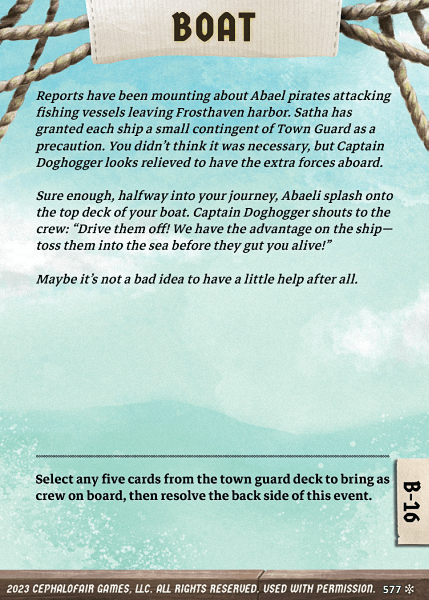 BOAT
Reports have been mounting about Abael pirates attacking
fishing vessels leaving Frosthaven harbor. Satha has
granted each ship a small contingent of Town Guard as a
precaution. You didn’t think it was necessary, but Captain
Doghogger looks relieved to have the extra forces aboard.
Sure enough, halfway into your journey, Abaeli splash onto
the top deck of your boat. Captain Doghogger shouts to the
crew: “Drive them off! We have the advantage on the ship—
toss them into the sea before they gut you alive!”
Maybe it’s not a bad idea to have a little help after all.
Select any five cards from the town guard deck to bring as
crew on board, then resolve the back side of this event.
B-16
2023 CEPHALOFAIR GAMES, LLC. ALL RIGHTS RESERVED. USED WITH PERMISSION. 577